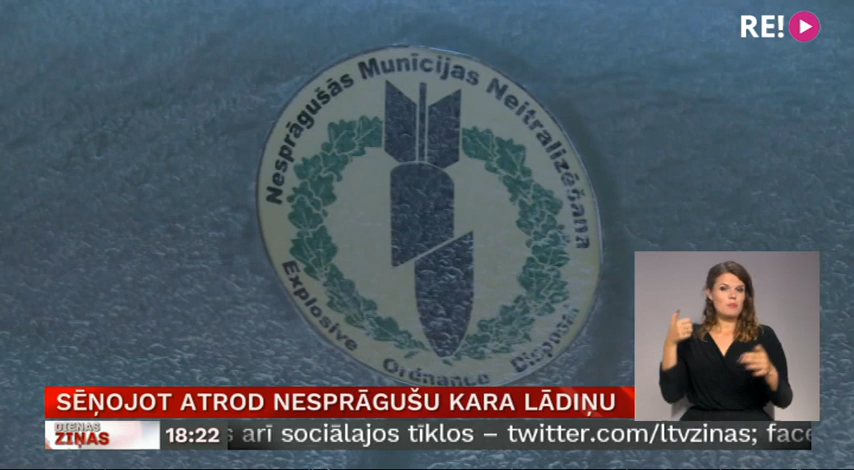 RE!
Nesprāgušās Munīcijas Neitralizēšana
Explosive Ordnance Disposal
SĒŅOJOT ATROD NESPRĀGUŠU KARA LĀDIŅU
DIENAS
ZIŅAS
18:22
s arī sociālajos tīklos – twitter.com/ltvzinas; face